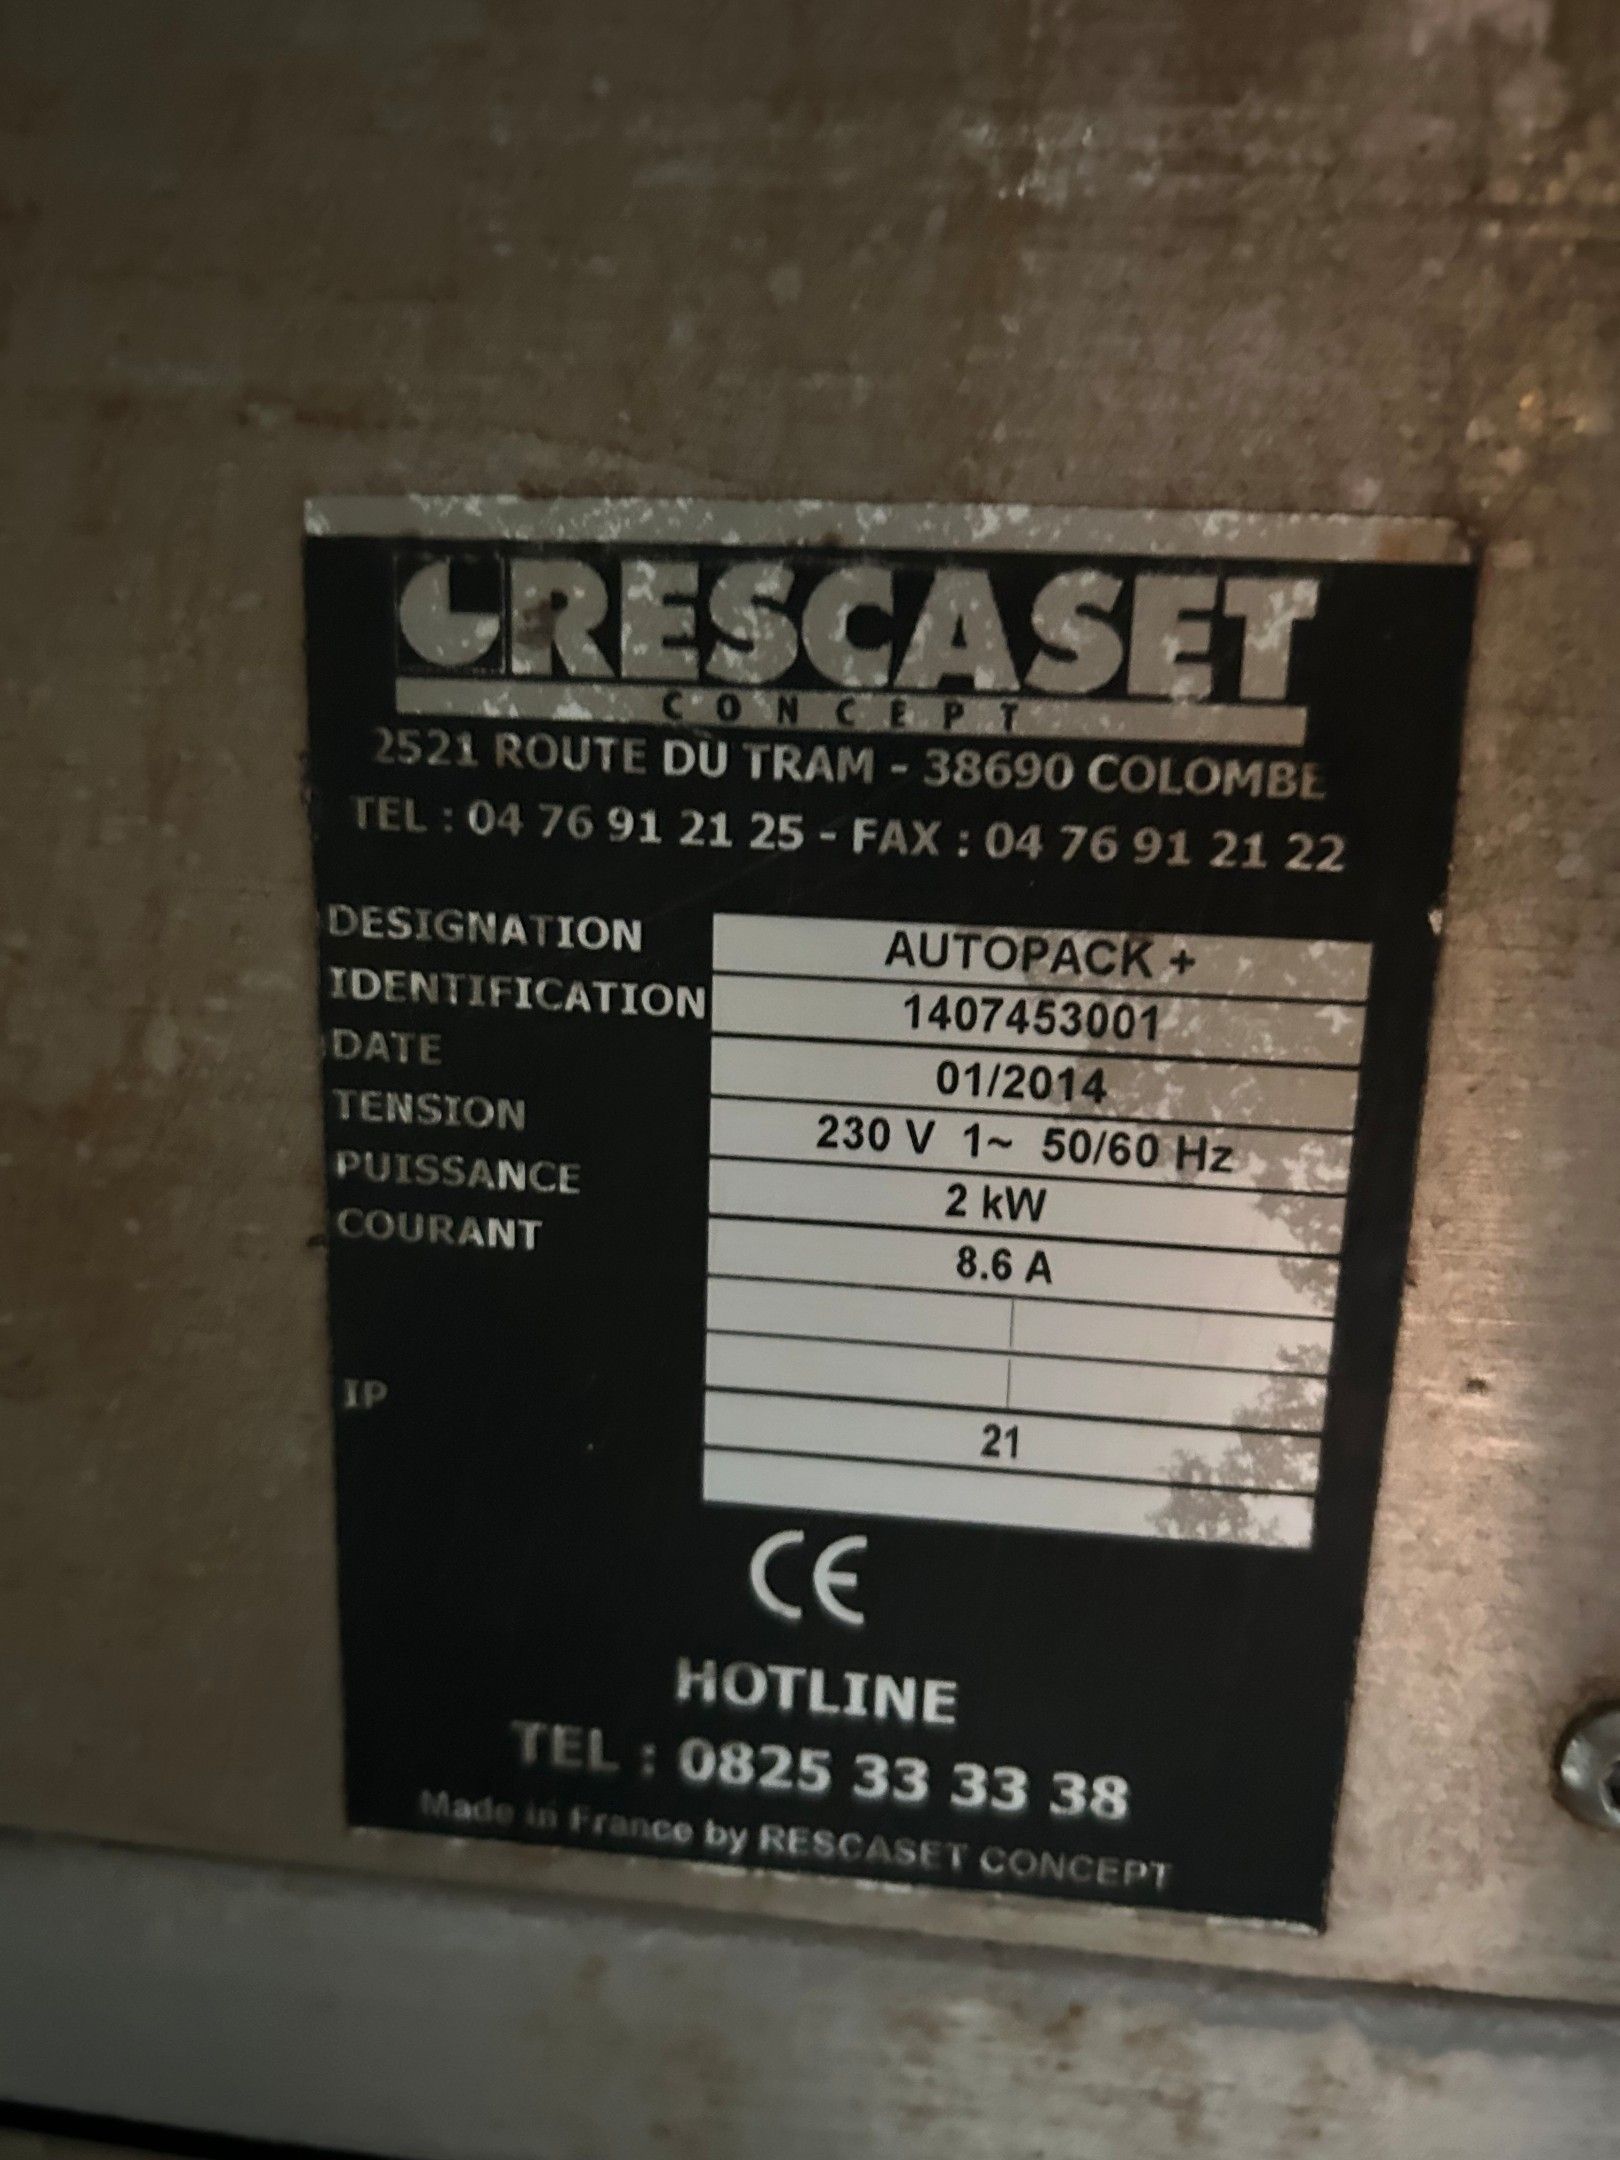 RESCASET
CONCEPT
2521 ROUTE DU TRAM - 38690 COLOMBE
TEL : 04 76 91 21 25 - FAX : 04 76 91 21 22
DESIGNATION AUTOPACK +
IDENTIFICATION 1407453001
DATE 01/2014
TENSION 230 V 1~ 50/60 Hz
PUISSANCE 2 kW
COURANT 8.6 A
IP 21
CE
HOTLINE
TEL : 0825 33 33 38
Made in France by RESCASET CONCEPT